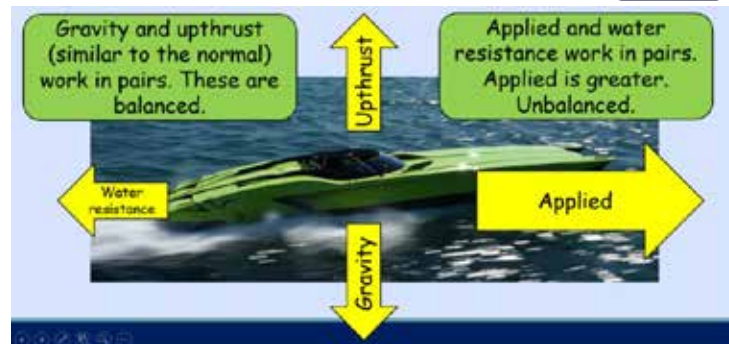 Gravity and upthrust
(similar to the normal)
work in pairs. These are
balanced.
Upthrust
Applied and water
resistance work in pairs.
Applied is greater.
Unbalanced.
Water
resistance
Applied
Gravity